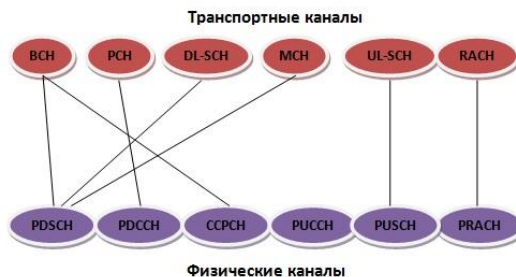 Транспортные каналы
BCH PCH DL-SCH MCH UL-SCH RACH
PDSCH PDCCH CCPCH PUCCH PUSCH PRACH
Физические каналы